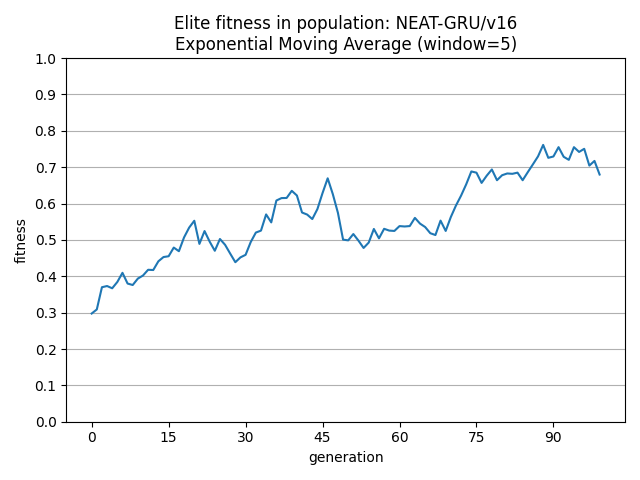 Elite fitness in population: NEAT-GRU/v16
Exponential Moving Average (window=5)
1.0
0.9
0.8
0.7
0.6
0.5
0.4
0.3
0.2
0.1
0.0
fitness
0 15 30 45 60 75 90
generation